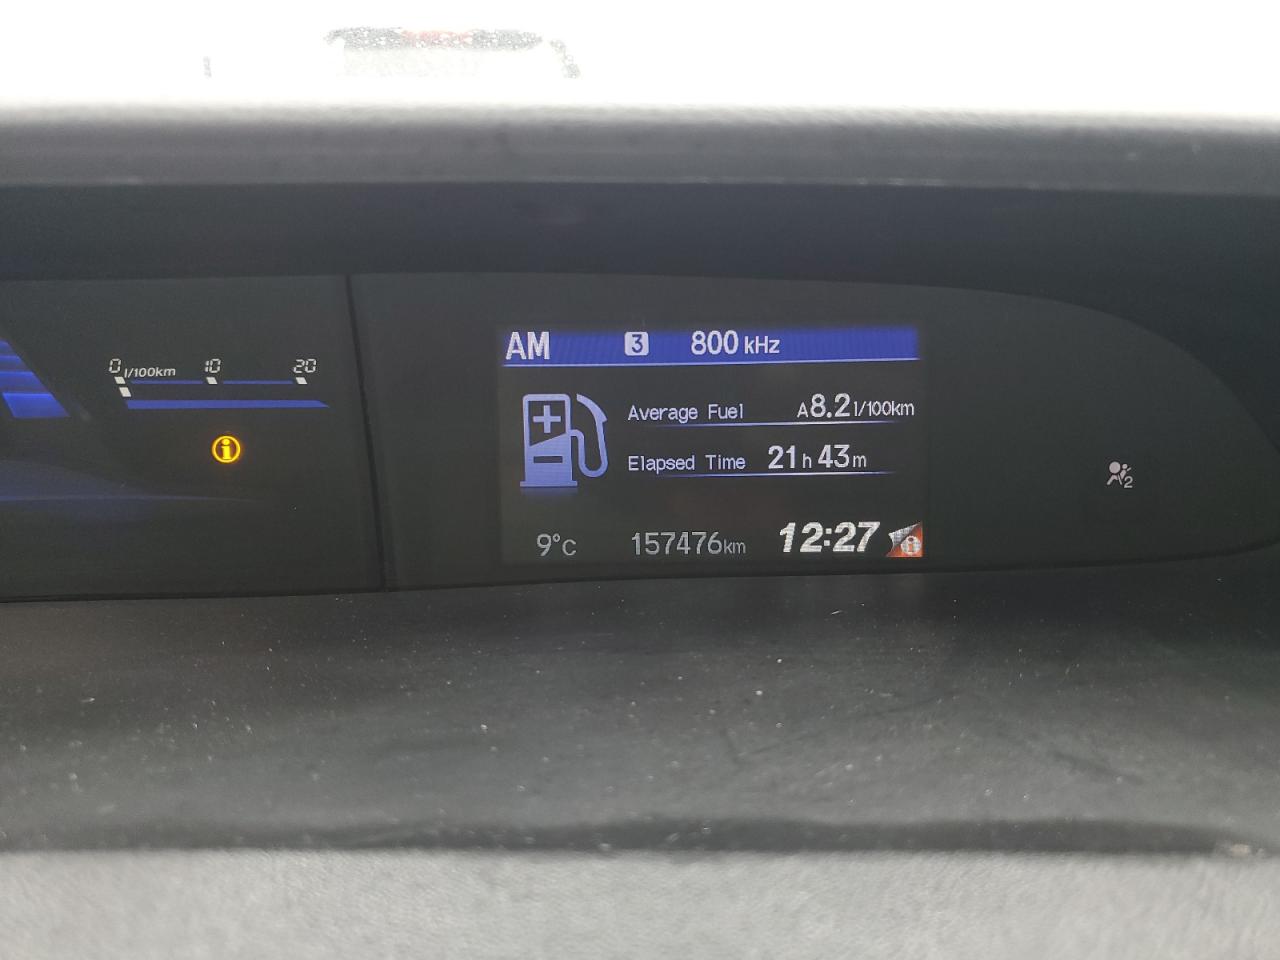 0 l/100km 10 20
i
AM 3 800 kHz
Average Fuel A8.2 l/100km
Elapsed Time 21h 43m
9°C 157476km 12:27 i
2